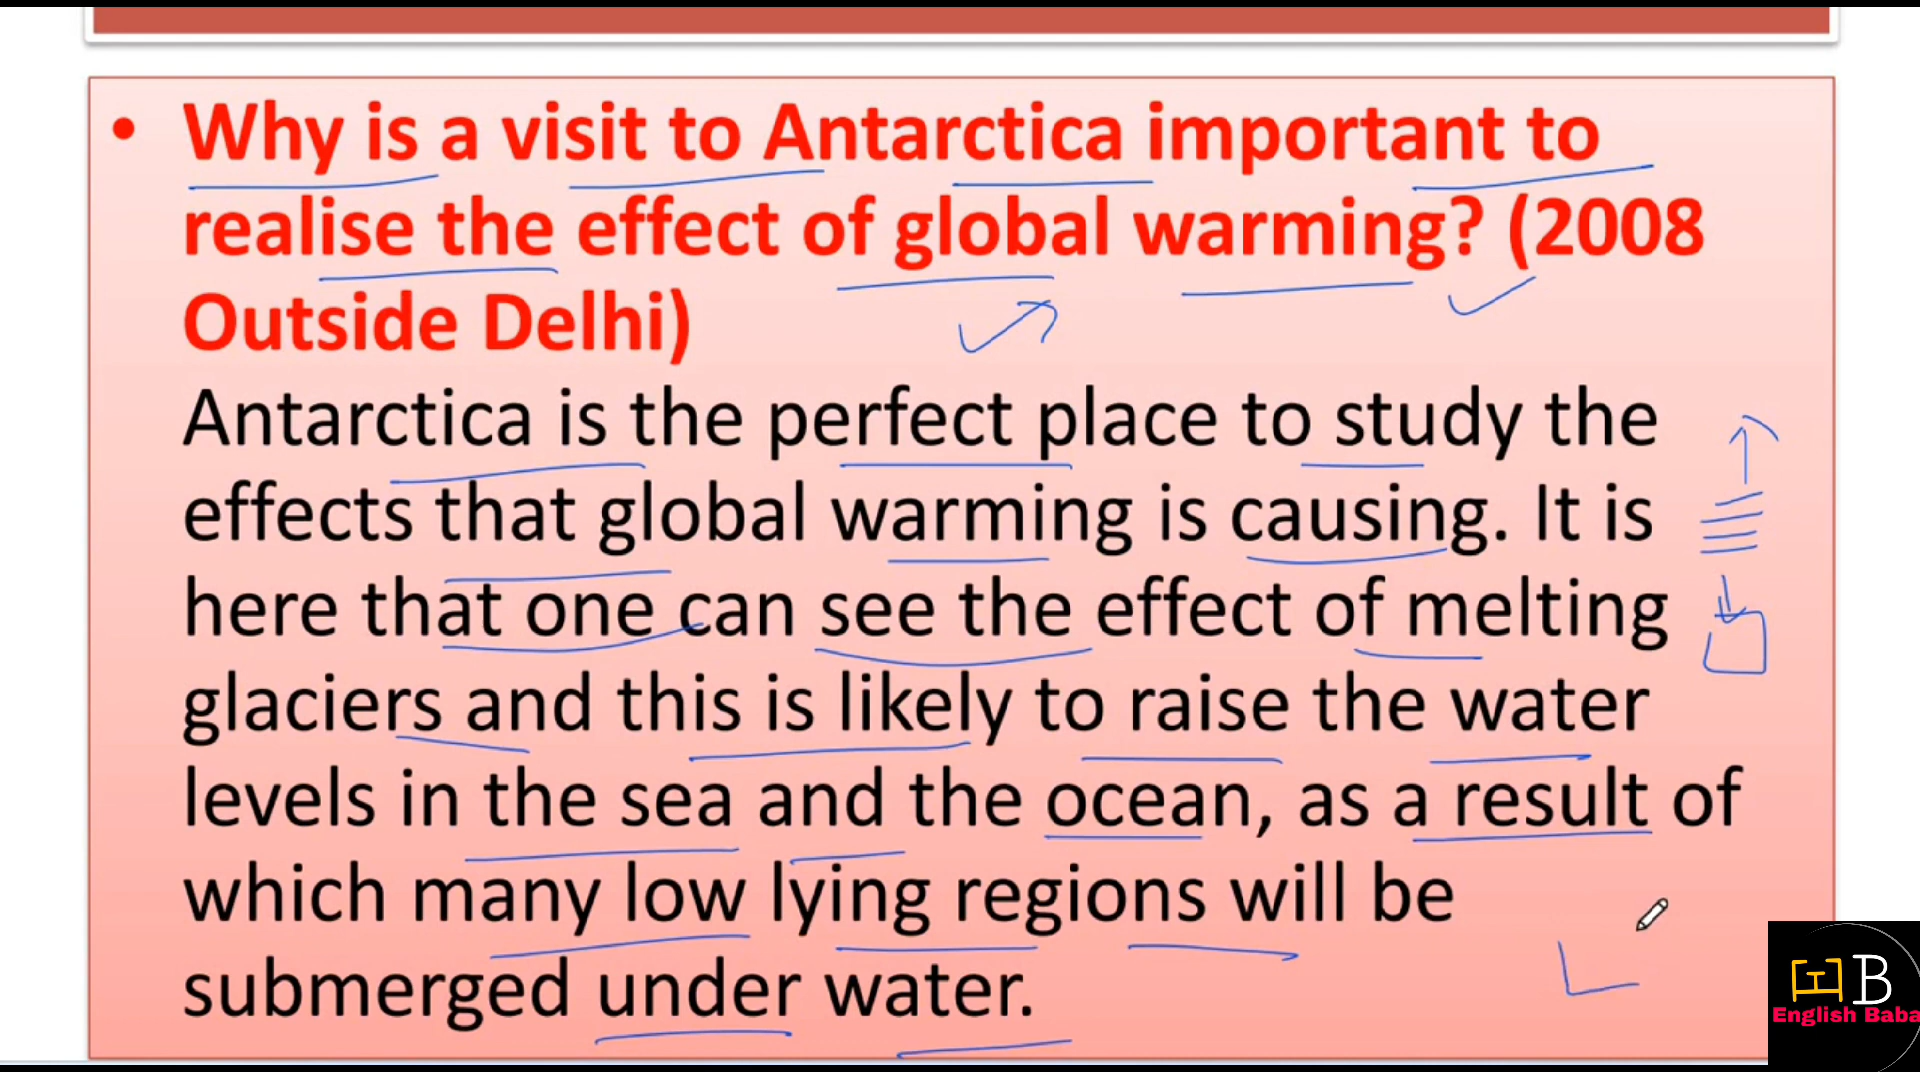 • Why is a visit to Antarctica important to
realise the effect of global warming? (2008
Outside Delhi)
Antarctica is the perfect place to study the
effects that global warming is causing. It is
here that one can see the effect of melting
glaciers and this is likely to raise the water
levels in the sea and the ocean, as a result of
which many low lying regions will be
submerged under water.
EB
English Baba